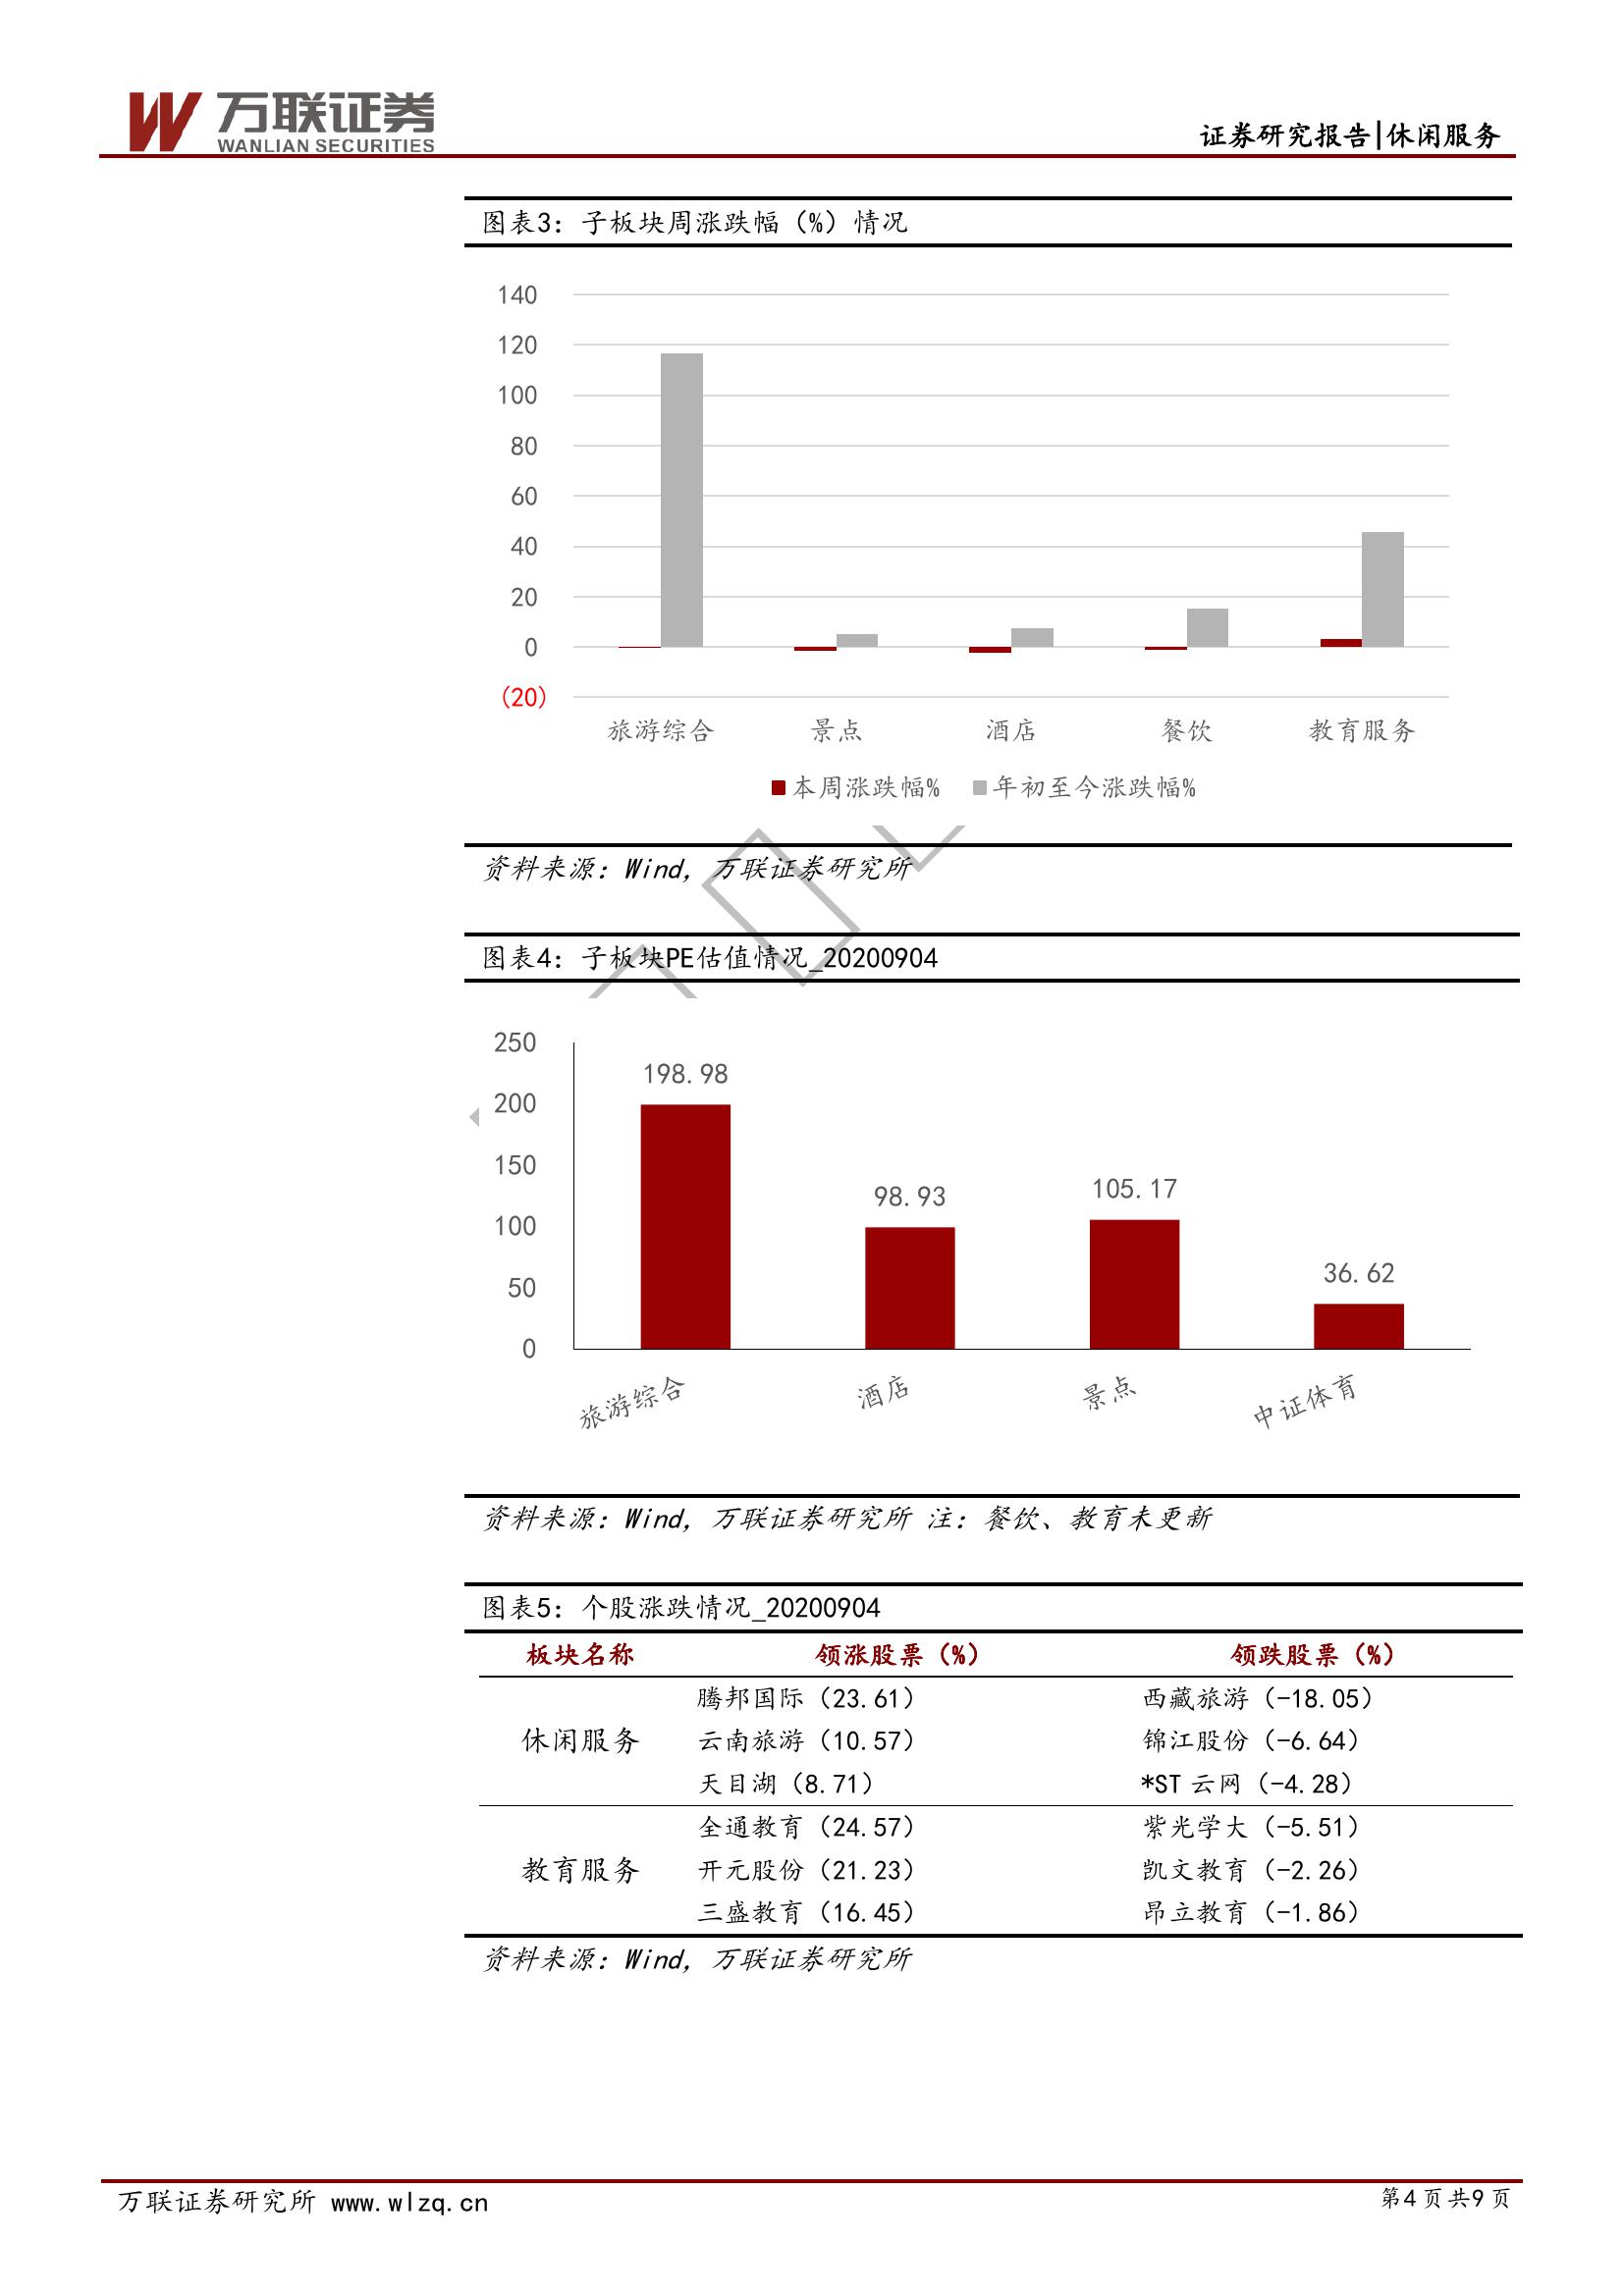 万联证券
WANLIAN SECURITIES
证券研究报告|休闲服务
图表3：子板块周涨跌幅（%）情况
140
120
100
80
60
40
20
0
(20)
旅游综合 景点 酒店 餐饮 教育服务
本周涨跌幅% 年初至今涨跌幅%
资料来源：Wind，万联证券研究所
图表4：子板块PE估值情况_20200904
250
200
150
100
50
0
198.98
98.93
105.17
36.62
旅游综合 酒店 景点 中证体育
资料来源：Wind，万联证券研究所 注：餐饮、教育未更新
图表5：个股涨跌情况_20200904
板块名称 领涨股票（%） 领跌股票（%）
腾邦国际（23.61） 西藏旅游（-18.05）
休闲服务 云南旅游（10.57） 锦江股份（-6.64）
天目湖（8.71） *ST 云网（-4.28）
全通教育（24.57） 紫光学大（-5.51）
教育服务 开元股份（21.23） 凯文教育（-2.26）
三盛教育（16.45） 昂立教育（-1.86）
资料来源：Wind，万联证券研究所
万联证券研究所 www.wlzq.cn
第4页共9页